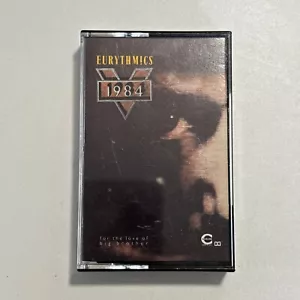 EURYTHMICS
1984
for the love of
big brother